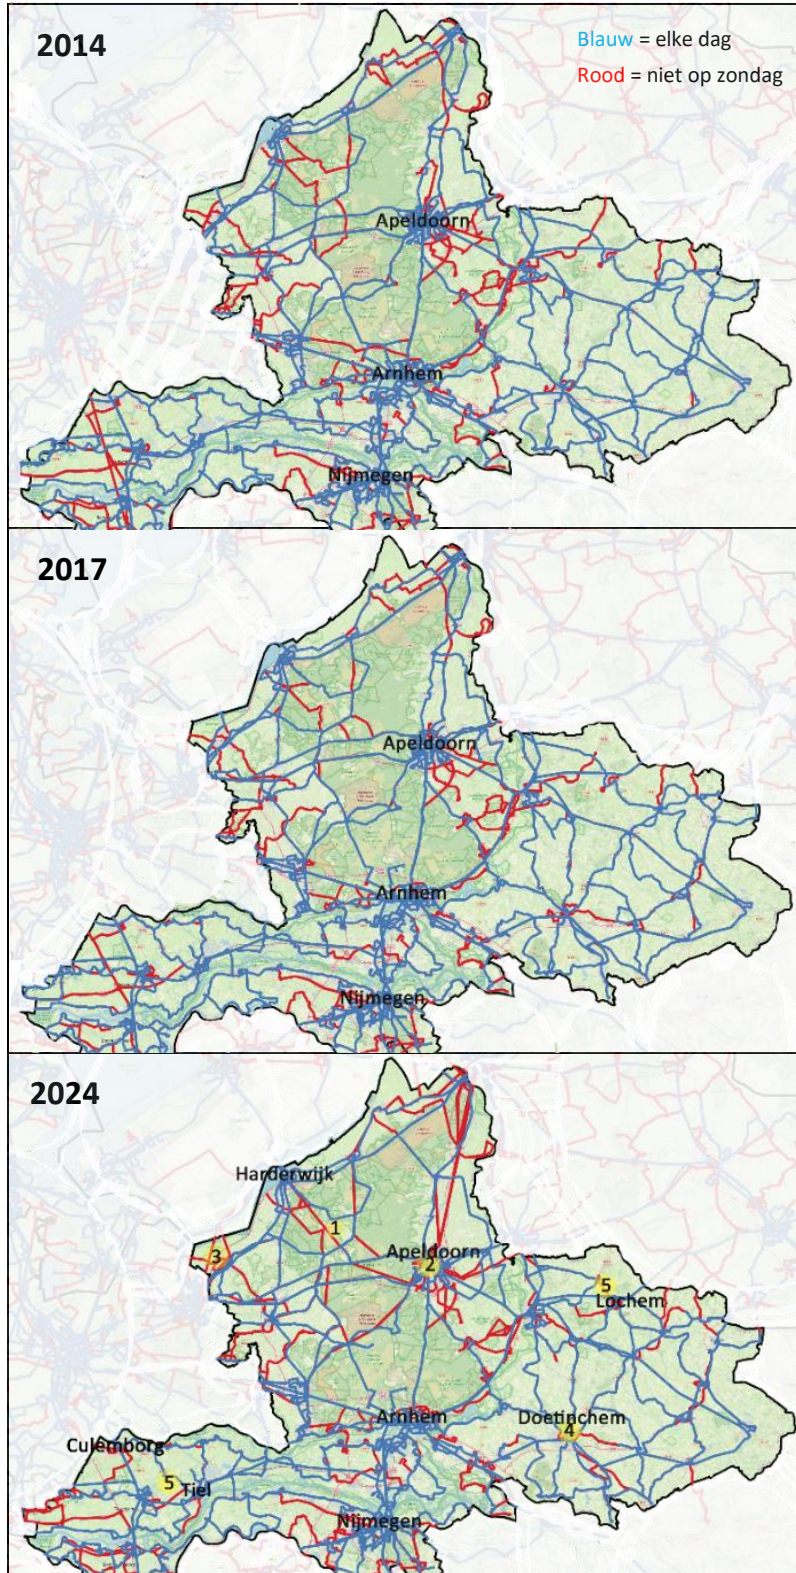 2014
Blauw = elke dag
Rood = niet op zondag
Apeldoorn
Arnhem
Nijmegen
2017
Apeldoorn
Arnhem
Nijmegen
2024
Harderwijk
1
3
Apeldoorn
2
5
Lochem
Arnhem
Doetinchem
4
Culemborg
5
Tiel
Nijmegen